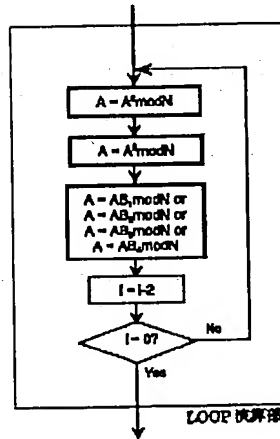 A = A²modN
A = A²modN
A = AB₁modN or
A = AB₂modN or
A = AB₃modN or
A = AB₄modN
I = I-2
I = 0?
No
Yes
LOOP 演算部